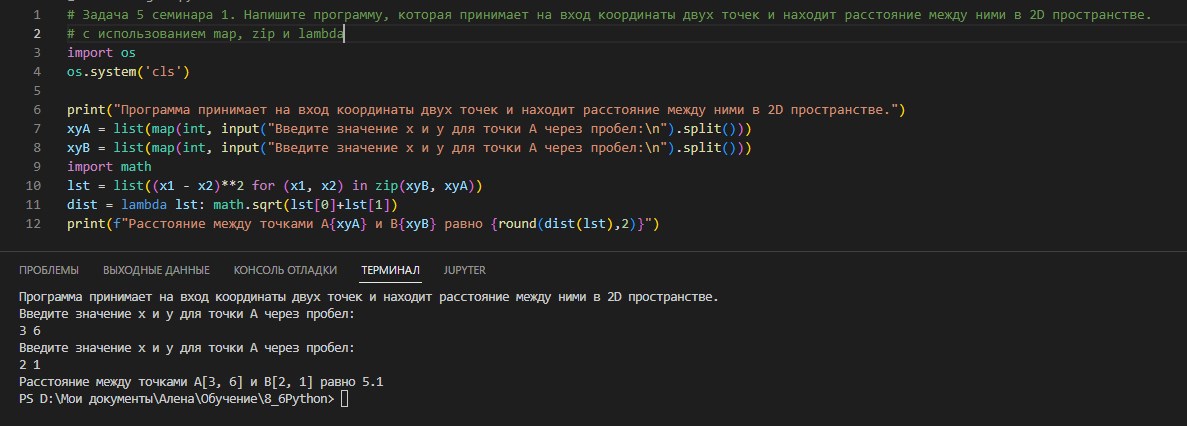 1 # Задача 5 семинара 1. Напишите программу, которая принимает на вход координаты двух точек и находит расстояние между ними в 2D пространстве.
2 # с использованием map, zip и lambda
3 import os
4 os.system('cls')
5
6 print("Программа принимает на вход координаты двух точек и находит расстояние между ними в 2D пространстве.")
7 xyA = list(map(int, input("Введите значение x и y для точки А через пробел:\n").split()))
8 xyB = list(map(int, input("Введите значение x и y для точки А через пробел:\n").split()))
9 import math
10 lst = list((x1 - x2)**2 for (x1, x2) in zip(xyB, xyA))
11 dist = lambda lst: math.sqrt(lst[0]+lst[1])
12 print(f"Расстояние между точками A{xyA} и B{xyB} равно {round(dist(lst),2)}")
ПРОБЛЕМЫ ВЫХОДНЫЕ ДАННЫЕ КОНСОЛЬ ОТЛАДКИ ТЕРМИНАЛ JUPYTER
Программа принимает на вход координаты двух точек и находит расстояние между ними в 2D пространстве.
Введите значение x и y для точки А через пробел:
3 6
Введите значение x и y для точки А через пробел:
2 1
Расстояние между точками A[3, 6] и B[2, 1] равно 5.1
PS D:\Мои документы\Алена\Обучение\8_6Python>